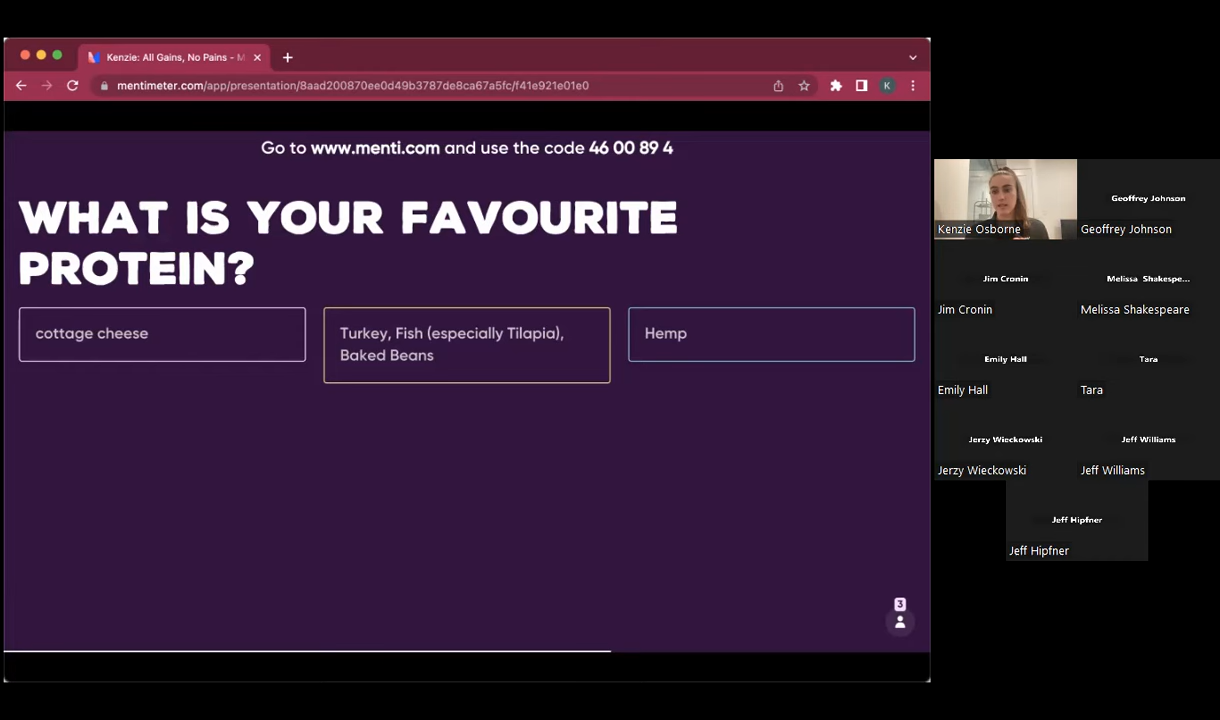 Kenzie: All Gains, No Pains - M
mentimeter.com/app/presentation/8aad200870ee0d49b3787de8ca67a5fc/f41e921e01e0
K
Go to www.menti.com and use the code 46 00 89 4
WHAT IS YOUR FAVOURITE
PROTEIN?
cottage cheese
Turkey, Fish (especially Tilapia),
Baked Beans
Hemp
3
Kenzie Osborne
Geoffrey Johnson
Geoffrey Johnson
Jim Cronin
Jim Cronin
Melissa Shakespe...
Melissa Shakespeare
Emily Hall
Emily Hall
Tara
Tara
Jerzy Wieckowski
Jerzy Wieckowski
Jeff Williams
Jeff Williams
Jeff Hipfner
Jeff Hipfner